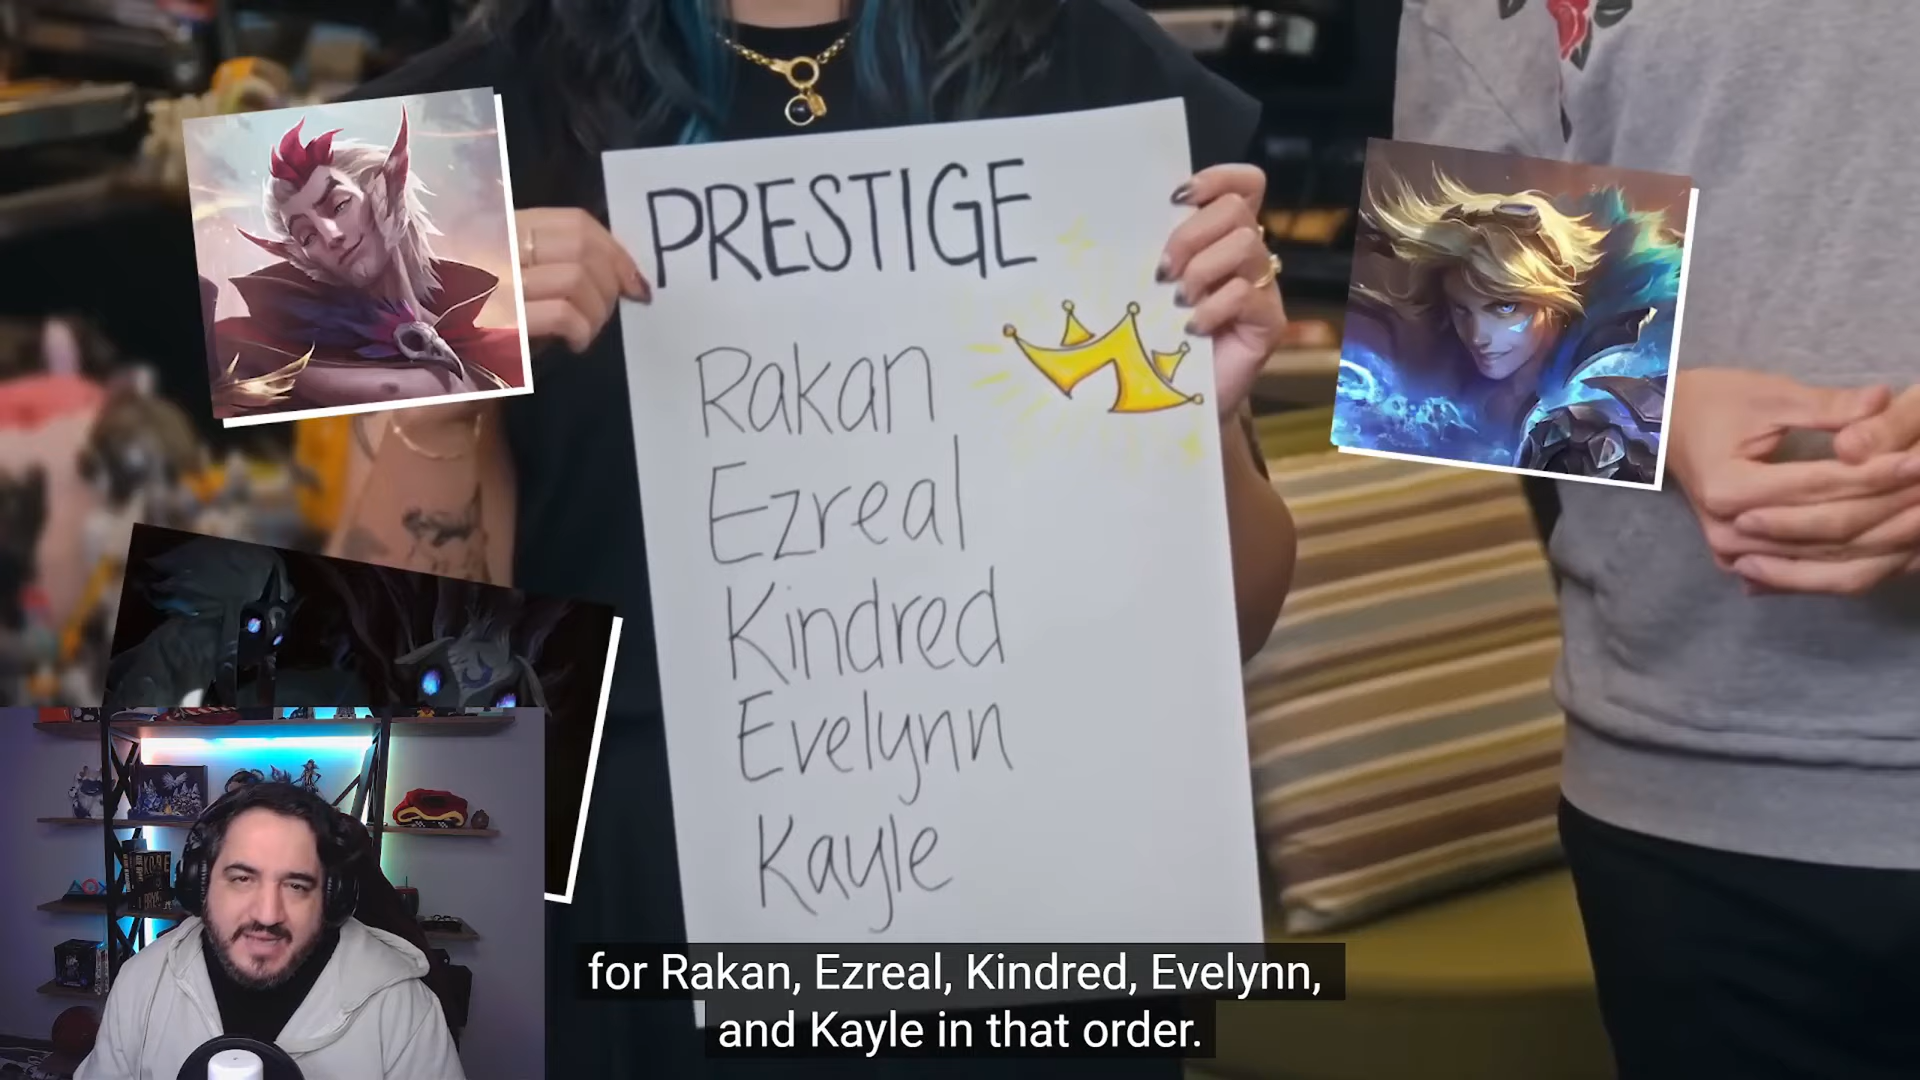 PRESTIGE
Rakan
Ezreal
Kindred
Evelynn
Kayle
for Rakan, Ezreal, Kindred, Evelynn,
and Kayle in that order.